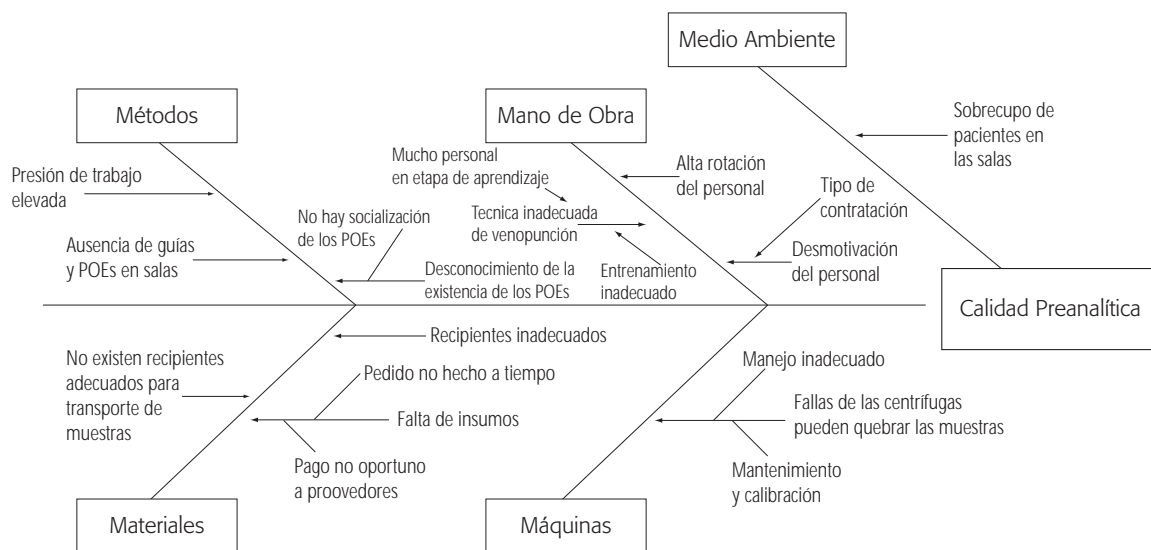 Medio Ambiente
Sobrecupo de
pacientes en
las salas
Métodos
Presión de trabajo
elevada
Ausencia de guías
y POEs en salas
No hay socialización
de los POEs
Desconocimiento de la
existencia de los POEs
Mano de Obra
Mucho personal
en etapa de aprendizaje
Tecnica inadecuada
de venopunción
Entrenamiento
inadecuado
Alta rotación
del personal
Tipo de
contratación
Desmotivación
del personal
Calidad Preanalítica
Recipientes inadecuados
No existen recipientes
adecuados para
transporte de
muestras
Pedido no hecho a tiempo
Falta de insumos
Pago no oportuno
a proovedores
Materiales
Manejo inadecuado
Fallas de las centrífugas
pueden quebrar las muestras
Mantenimiento
y calibración
Máquinas